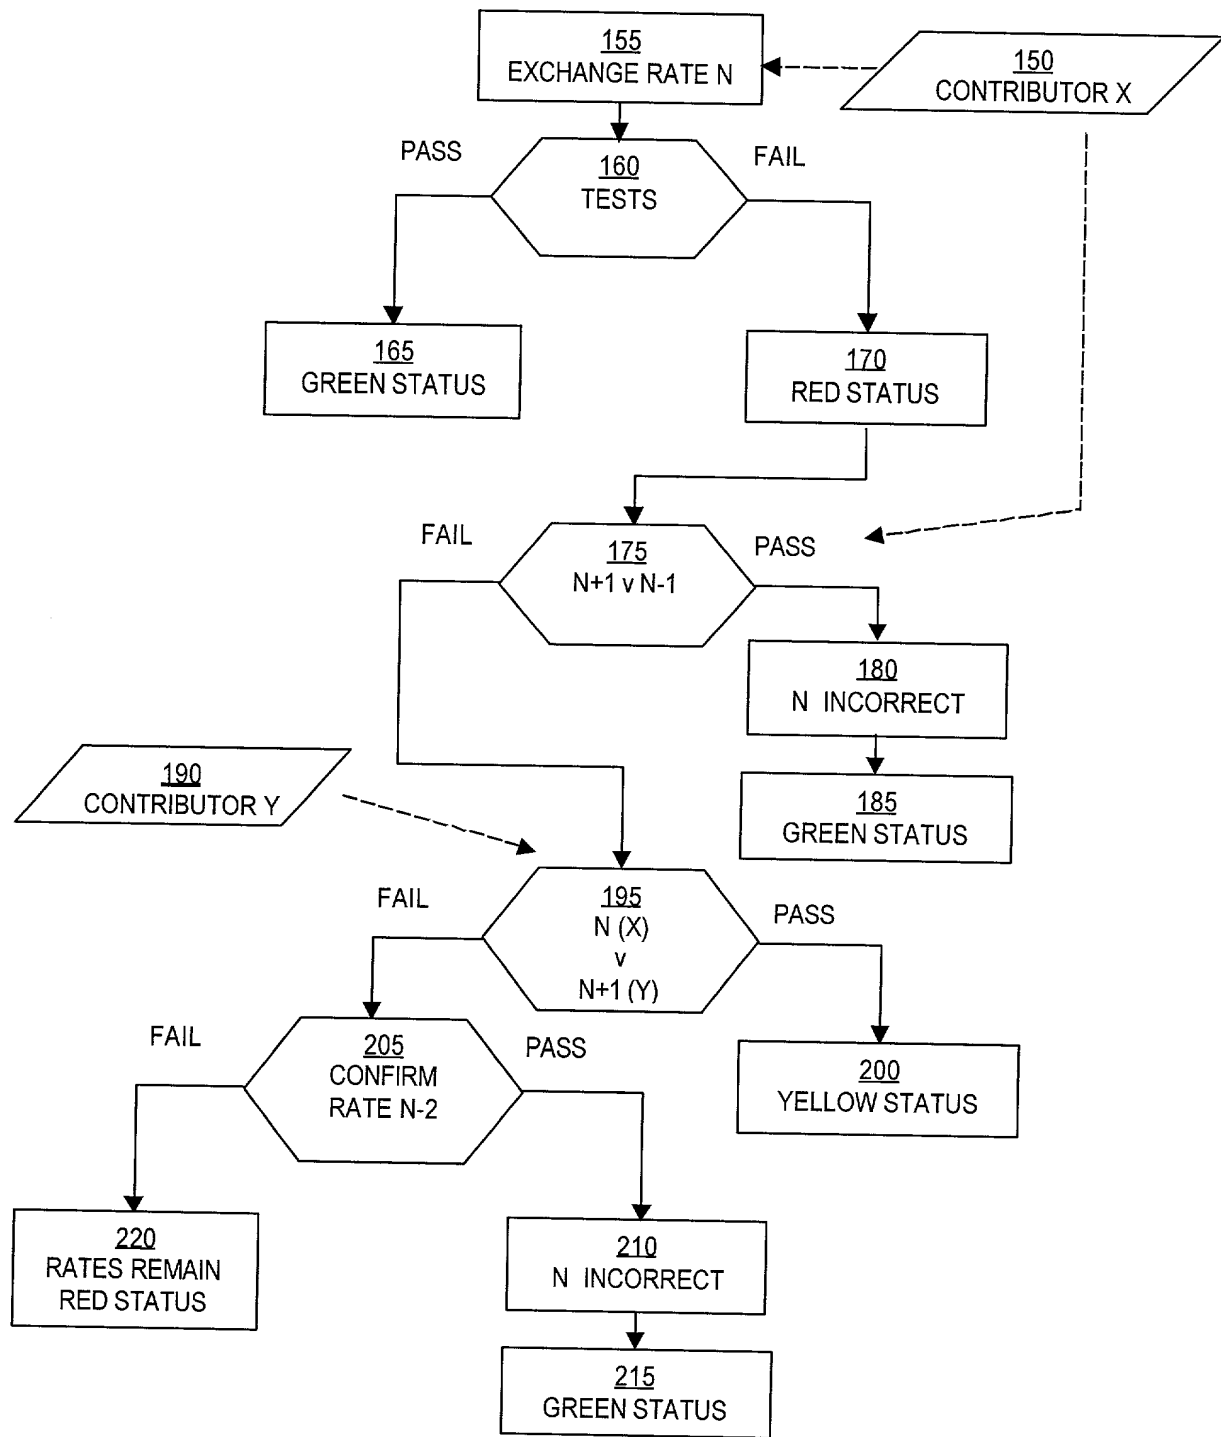 155
EXCHANGE RATE N
150
CONTRIBUTOR X
PASS
160
TESTS
FAIL
165
GREEN STATUS
170
RED STATUS
FAIL
175
N+1 v N-1
PASS
180
N INCORRECT
190
CONTRIBUTOR Y
185
GREEN STATUS
FAIL
195
N (X)
v
N+1 (Y)
PASS
FAIL
205
CONFIRM
RATE N-2
PASS
200
YELLOW STATUS
220
RATES REMAIN
RED STATUS
210
N INCORRECT
215
GREEN STATUS